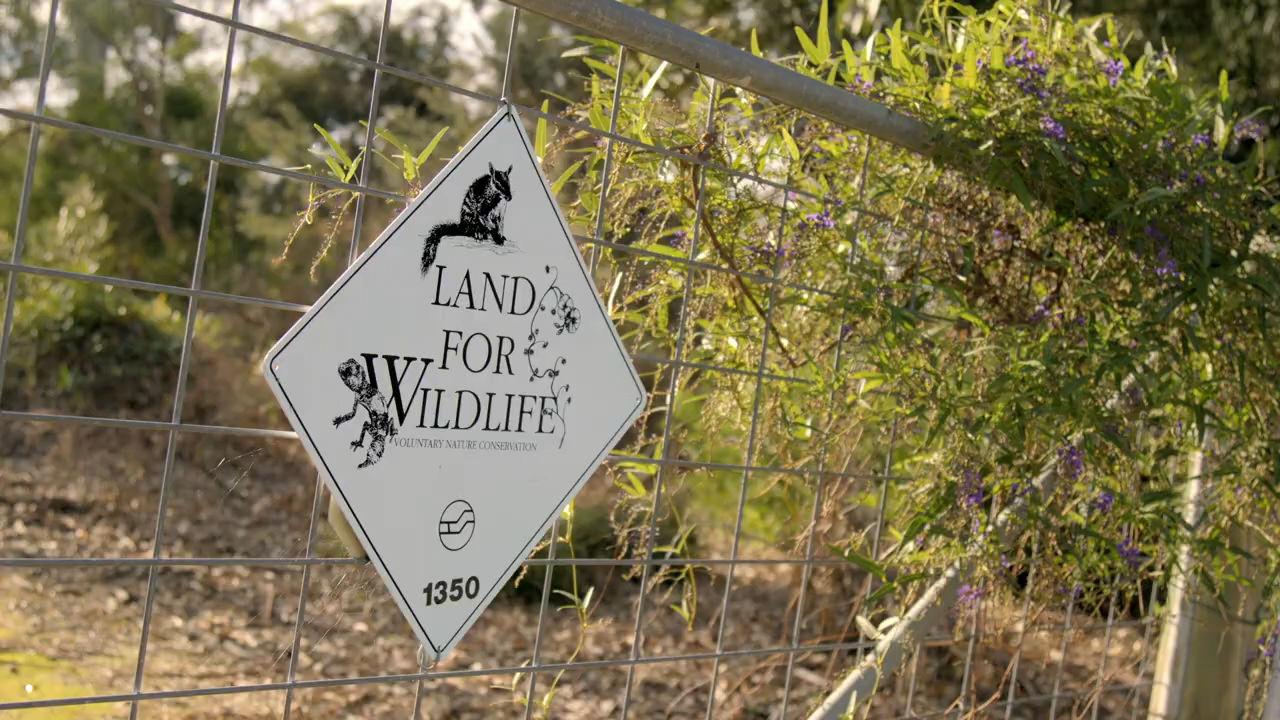 LAND
FOR
WILDLIFE
VOLUNTARY NATURE CONSERVATION
1350